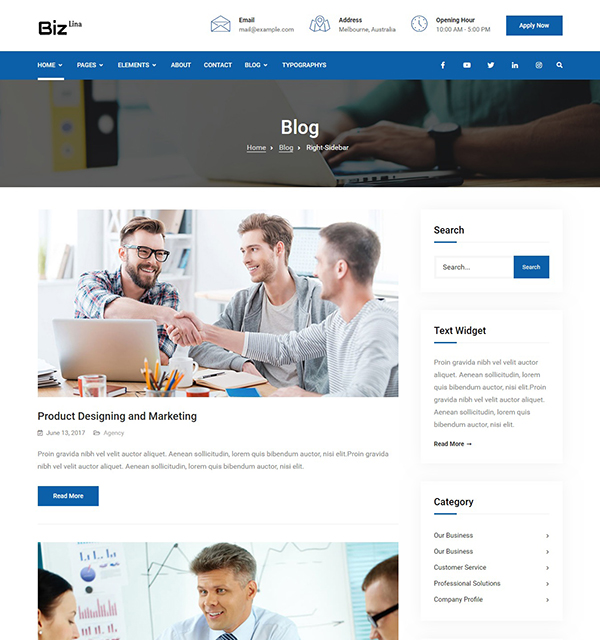 Biz Lina
Email
mail@example.com
Address
Melbourne, Australia
Opening Hour
10:00 AM - 5:00 PM
Apply Now
HOME PAGES ELEMENTS ABOUT CONTACT BLOG TYPOGRAPHYS
Blog
Home Blog Right-Sidebar
Product Designing and Marketing
June 13, 2017 Agency
Proin gravida nibh vel velit auctor aliquet. Aenean sollicitudin, lorem quis bibendum auctor, nisi elit.Proin gravida
nibh vel velit auctor aliquet. Aenean sollicitudin, lorem quis bibendum auctor, nisi elit.
Read More
Search
Search... Search
Text Widget
Proin gravida nibh vel velit auctor
aliquet. Aenean sollicitudin, lorem
quis bibendum auctor, nisi elit.Proin
gravida nibh vel velit auctor aliquet.
Aenean sollicitudin, lorem quis
bibendum auctor, nisi elit.
Read More →
Category
Our Business
Our Business
Customer Service
Professional Solutions
Company Profile